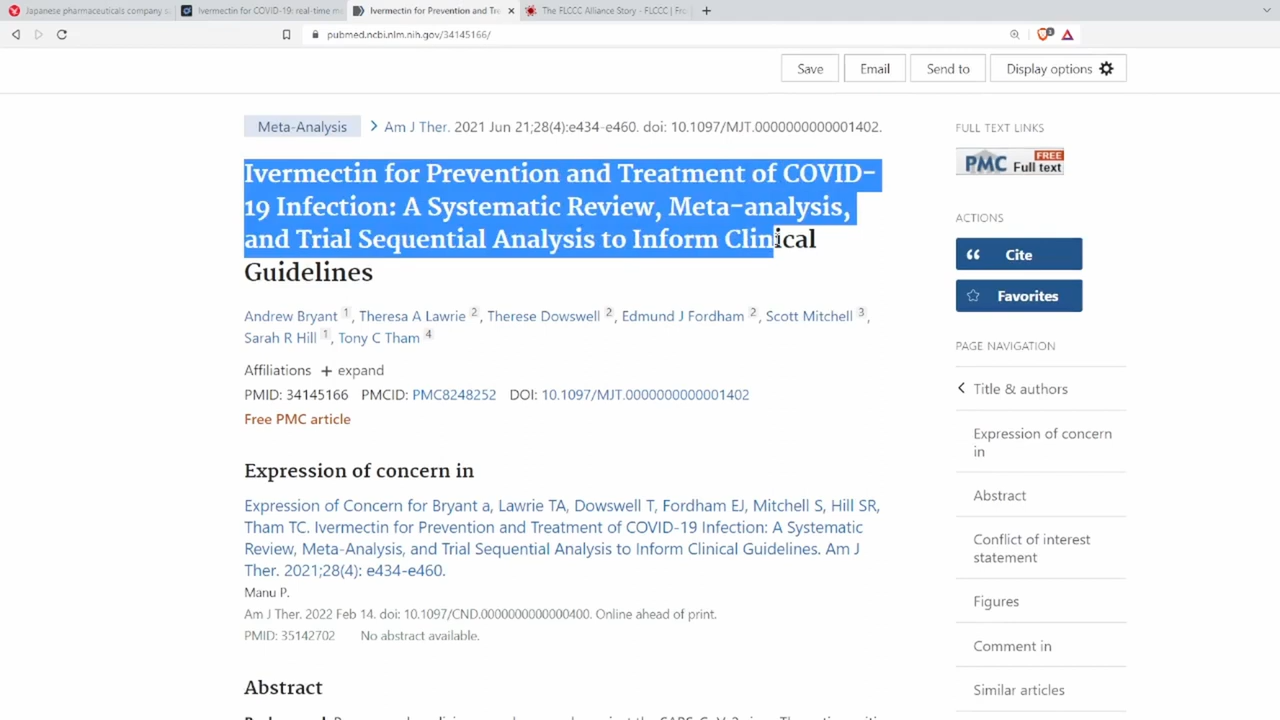 Japanese pharmaceuticals company s
Ivermectin for COVID-19: real-time m
Ivermectin for Prevention and Tre
The FLCCC Alliance Story - FLCCC | Fro
pubmed.ncbi.nlm.nih.gov/34145166/
Save
Email
Send to
Display options
Meta-Analysis
Am J Ther. 2021 Jun 21;28(4):e434-e460. doi: 10.1097/MJT.0000000000001402.
Ivermectin for Prevention and Treatment of COVID-
19 Infection: A Systematic Review, Meta-analysis,
and Trial Sequential Analysis to Inform Clinical
Guidelines
Andrew Bryant 1, Theresa A Lawrie 2, Therese Dowswell 2, Edmund J Fordham 2, Scott Mitchell 3,
Sarah R Hill 1, Tony C Tham 4
Affiliations + expand
PMID: 34145166 PMCID: PMC8248252 DOI: 10.1097/MJT.0000000000001402
Free PMC article
Expression of concern in
Expression of Concern for Bryant a, Lawrie TA, Dowswell T, Fordham EJ, Mitchell S, Hill SR,
Tham TC. Ivermectin for Prevention and Treatment of COVID-19 Infection: A Systematic
Review, Meta-Analysis, and Trial Sequential Analysis to Inform Clinical Guidelines. Am J
Ther. 2021;28(4): e434-e460.
Manu P.
Am J Ther. 2022 Feb 14. doi: 10.1097/CND.0000000000000400. Online ahead of print.
PMID: 35142702 No abstract available.
Abstract
FULL TEXT LINKS
PMC FREE Full text
ACTIONS
Cite
Favorites
PAGE NAVIGATION
Title & authors
Expression of concern
in
Abstract
Conflict of interest
statement
Figures
Comment in
Similar articles